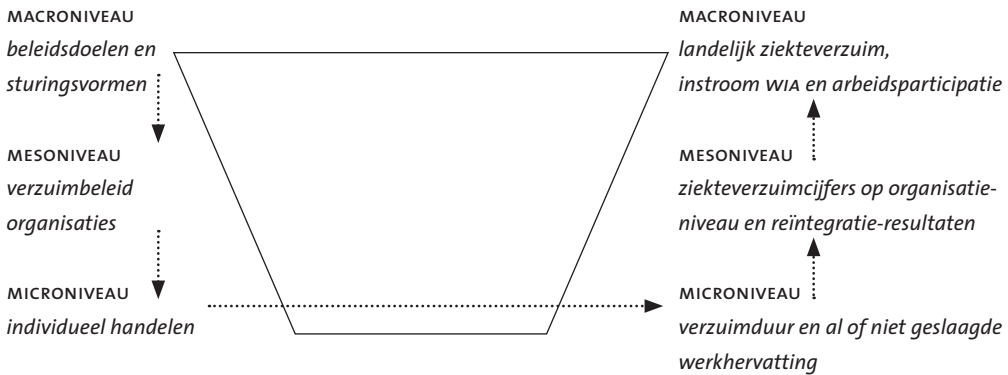 MACRONIVEAU
beleidsdoelen en
sturingsvormen
MESONIVEAU
verzuimbeleid
organisaties
MICRONIVEAU
individueel handelen
MACRONIVEAU
landelijk ziekteverzuim,
instroom WIA en arbeidsparticipatie
MESONIVEAU
ziekteverzuimcijfers op organisatie-
niveau en reïntegratie-resultaten
MICRONIVEAU
verzuimduur en al of niet geslaagde
werkhervatting